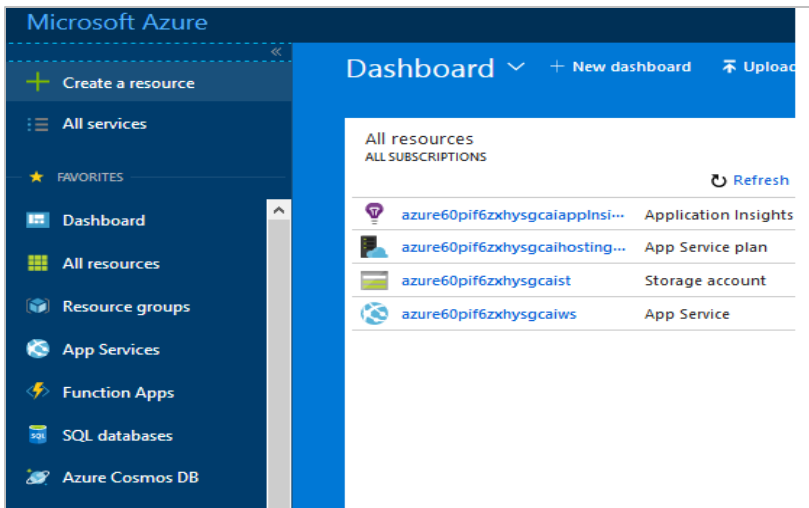 Microsoft Azure
«
Create a resource
All services
FAVORITES
Dashboard
All resources
Resource groups
App Services
Function Apps
SQL
SQL databases
Azure Cosmos DB
Dashboard + New dashboard Upload
All resources
ALL SUBSCRIPTIONS
Refresh
azure60pif6zxhysgcaiappInsi··· Application Insights
azure60pif6zxhysgcaihosting··· App Service plan
azure60pif6zxhysgcaist Storage account
azure60pif6zxhysgcaiws App Service